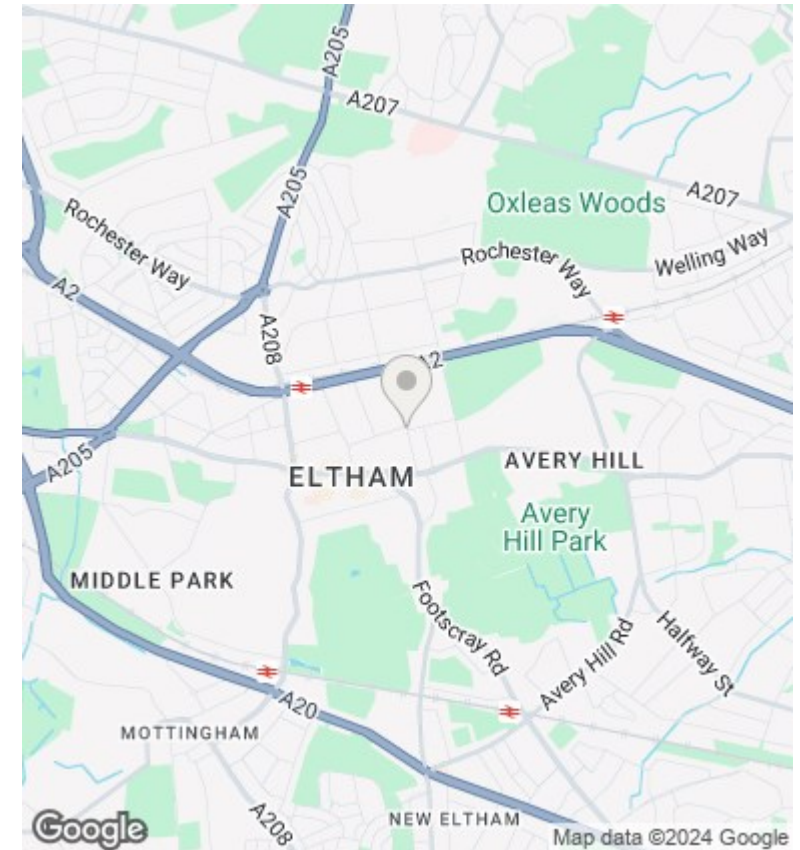 A205
A207
A205
A207
Oxleas Woods
Rochester Way
Rochester Way
Welling Way
A2
A208
A2
A205
ELTHAM
AVERY HILL
Avery
Hill Park
MIDDLE PARK
Footscray Rd
Avery Hill Rd
Halfway St
A20
MOTTINGHAM
A208
NEW ELTHAM
Google
Map data ©2024 Google